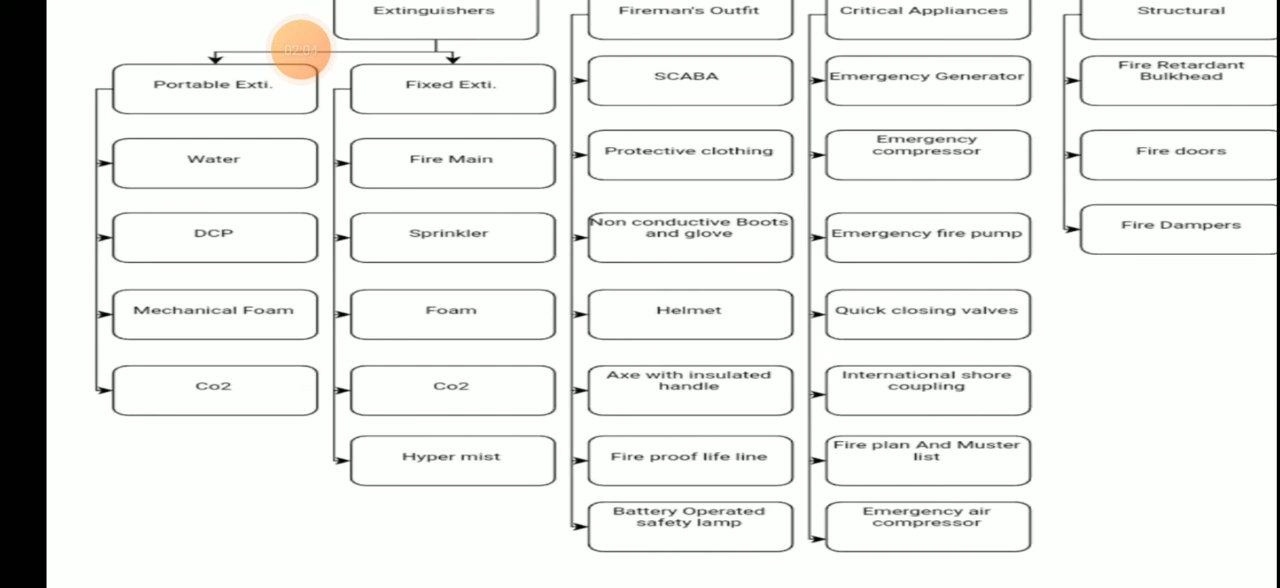 Extinguishers
Fireman's Outfit
Critical Appliances
Structural
02:04
Portable Exti.
Water
DCP
Mechanical Foam
Co2
Fixed Exti.
Fire Main
Sprinkler
Foam
Co2
Hyper mist
SCABA
Protective clothing
Non conductive Boots
and glove
Helmet
Axe with insulated
handle
Fire proof life line
Battery Operated
safety lamp
Emergency Generator
Emergency
compressor
Emergency fire pump
Quick closing valves
International shore
coupling
Fire plan And Muster
list
Emergency air
compressor
Fire Retardant
Bulkhead
Fire doors
Fire Dampers